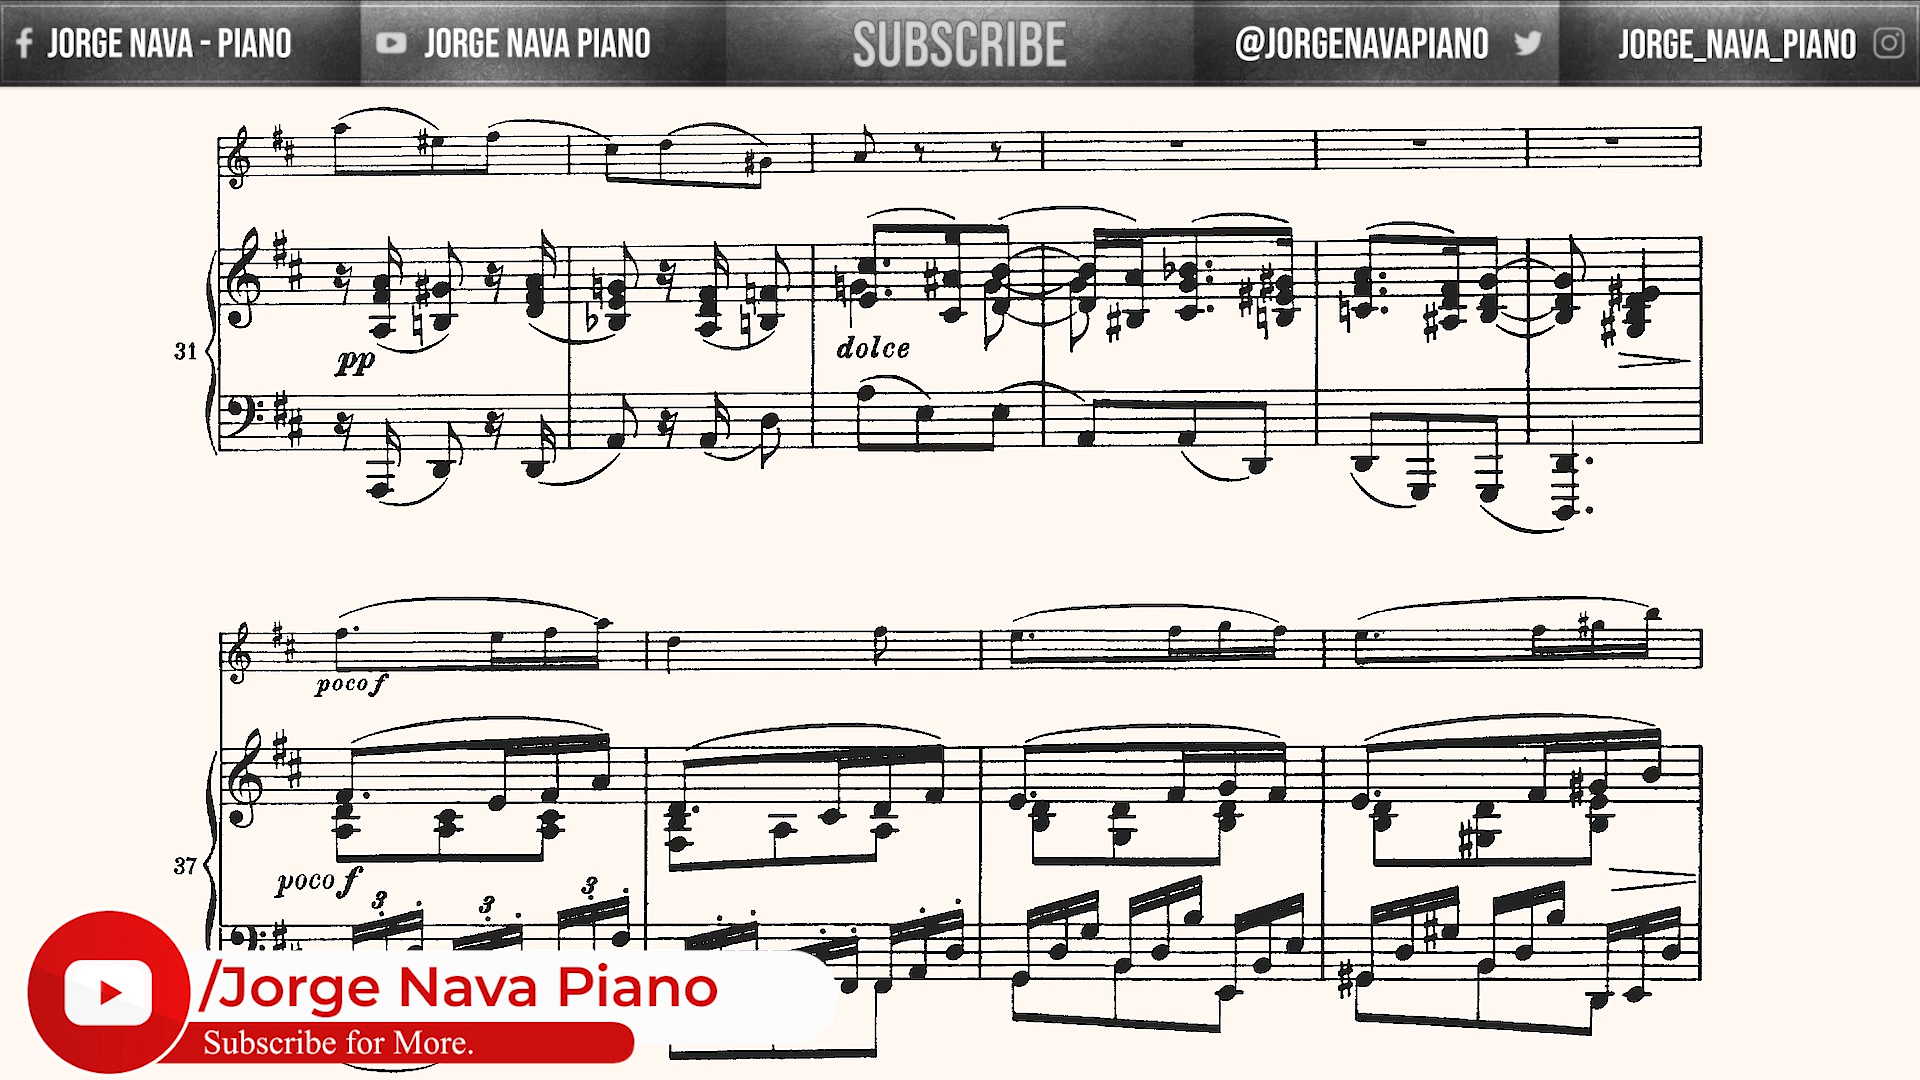 JORGE NAVA - PIANO
JORGE NAVA PIANO
SUBSCRIBE
@JORGENAVAPIANO
JORGE_NAVA_PIANO
31
pp
dolce
poco f
37
poco f
3
3
3
/Jorge Nava Piano
Subscribe for More.